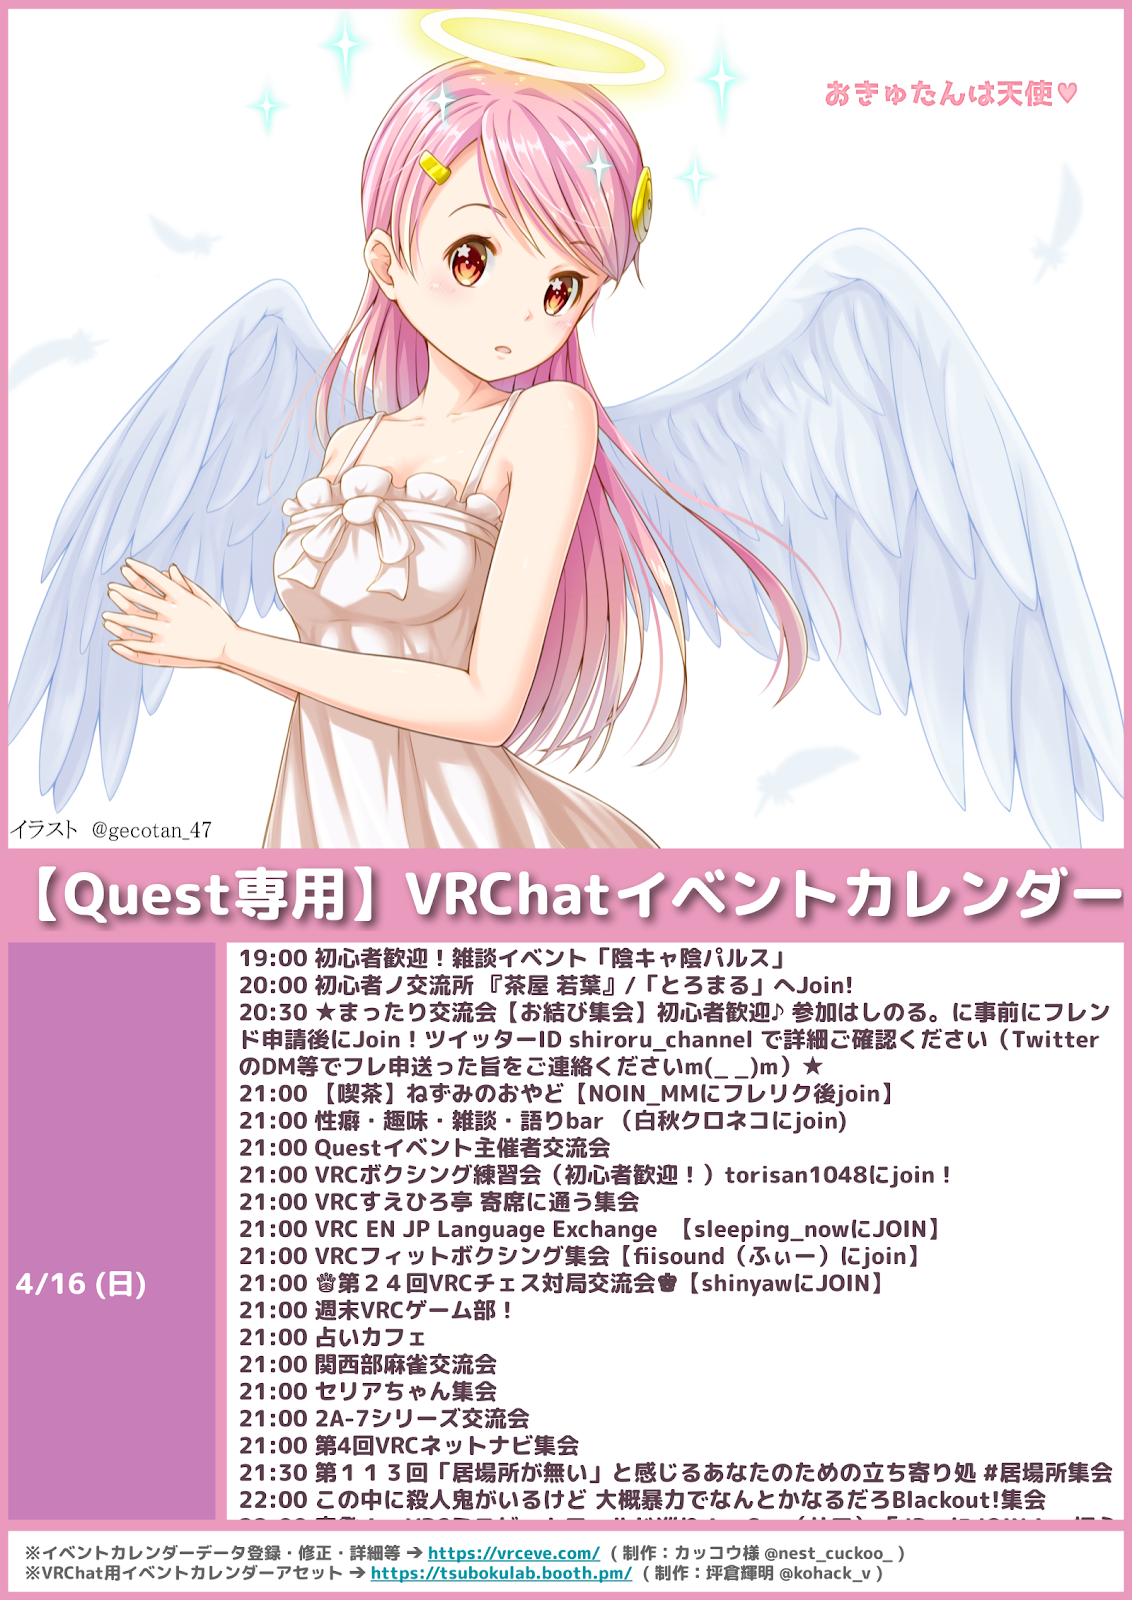 おきゅたんは天使♥
イラスト @gecotan_47
【Quest専用】VRChatイベントカレンダー
4/16 (日)
19:00 初心者歓迎！雑談イベント「陰キャ陰パルス」
20:00 初心者ノ交流所 『茶屋 若葉』/「とろまる」へJoin!
20:30 ★まったり交流会【お結び集会】初心者歓迎♪ 参加はしのる。に事前にフレン
ド申請後にJoin！ツイッターID shiroru_channel で詳細ご確認ください（Twitter
のDM等でフレ申送った旨をご連絡くださいm(_ _)m）★
21:00 【喫茶】ねずみのおやど【NOIN_MMにフレリク後join】
21:00 性癖・趣味・雑談・語りbar （白秋クロネコにjoin)
21:00 Questイベント主催者交流会
21:00 VRCボクシング練習会（初心者歓迎！）torisan1048にjoin！
21:00 VRCすえひろ亭 寄席に通う集会
21:00 VRC EN JP Language Exchange 【sleeping_nowにJOIN】
21:00 VRCフィットボクシング集会【fiisound（ふぃー）にjoin】
21:00 ♕第２４回VRCチェス対局交流会♚【shinyawにJOIN】
21:00 週末VRCゲーム部！
21:00 占いカフェ
21:00 関西部麻雀交流会
21:00 セリアちゃん集会
21:00 2A-7シリーズ交流会
21:00 第4回VRCネットナビ集会
21:30 第１１３回「居場所が無い」と感じるあなたのための立ち寄り処 #居場所集会
22:00 この中に殺人鬼がいるけど 大概暴力でなんとかなるだろBlackout!集会
※イベントカレンダーデータ登録・修正・詳細等 ➔ https://vrceve.com/ ( 制作：カッコウ様 @nest_cuckoo_ )
※VRChat用イベントカレンダーアセット ➔ https://tsubokulab.booth.pm/ ( 制作：坪倉輝明 @kohack_v )